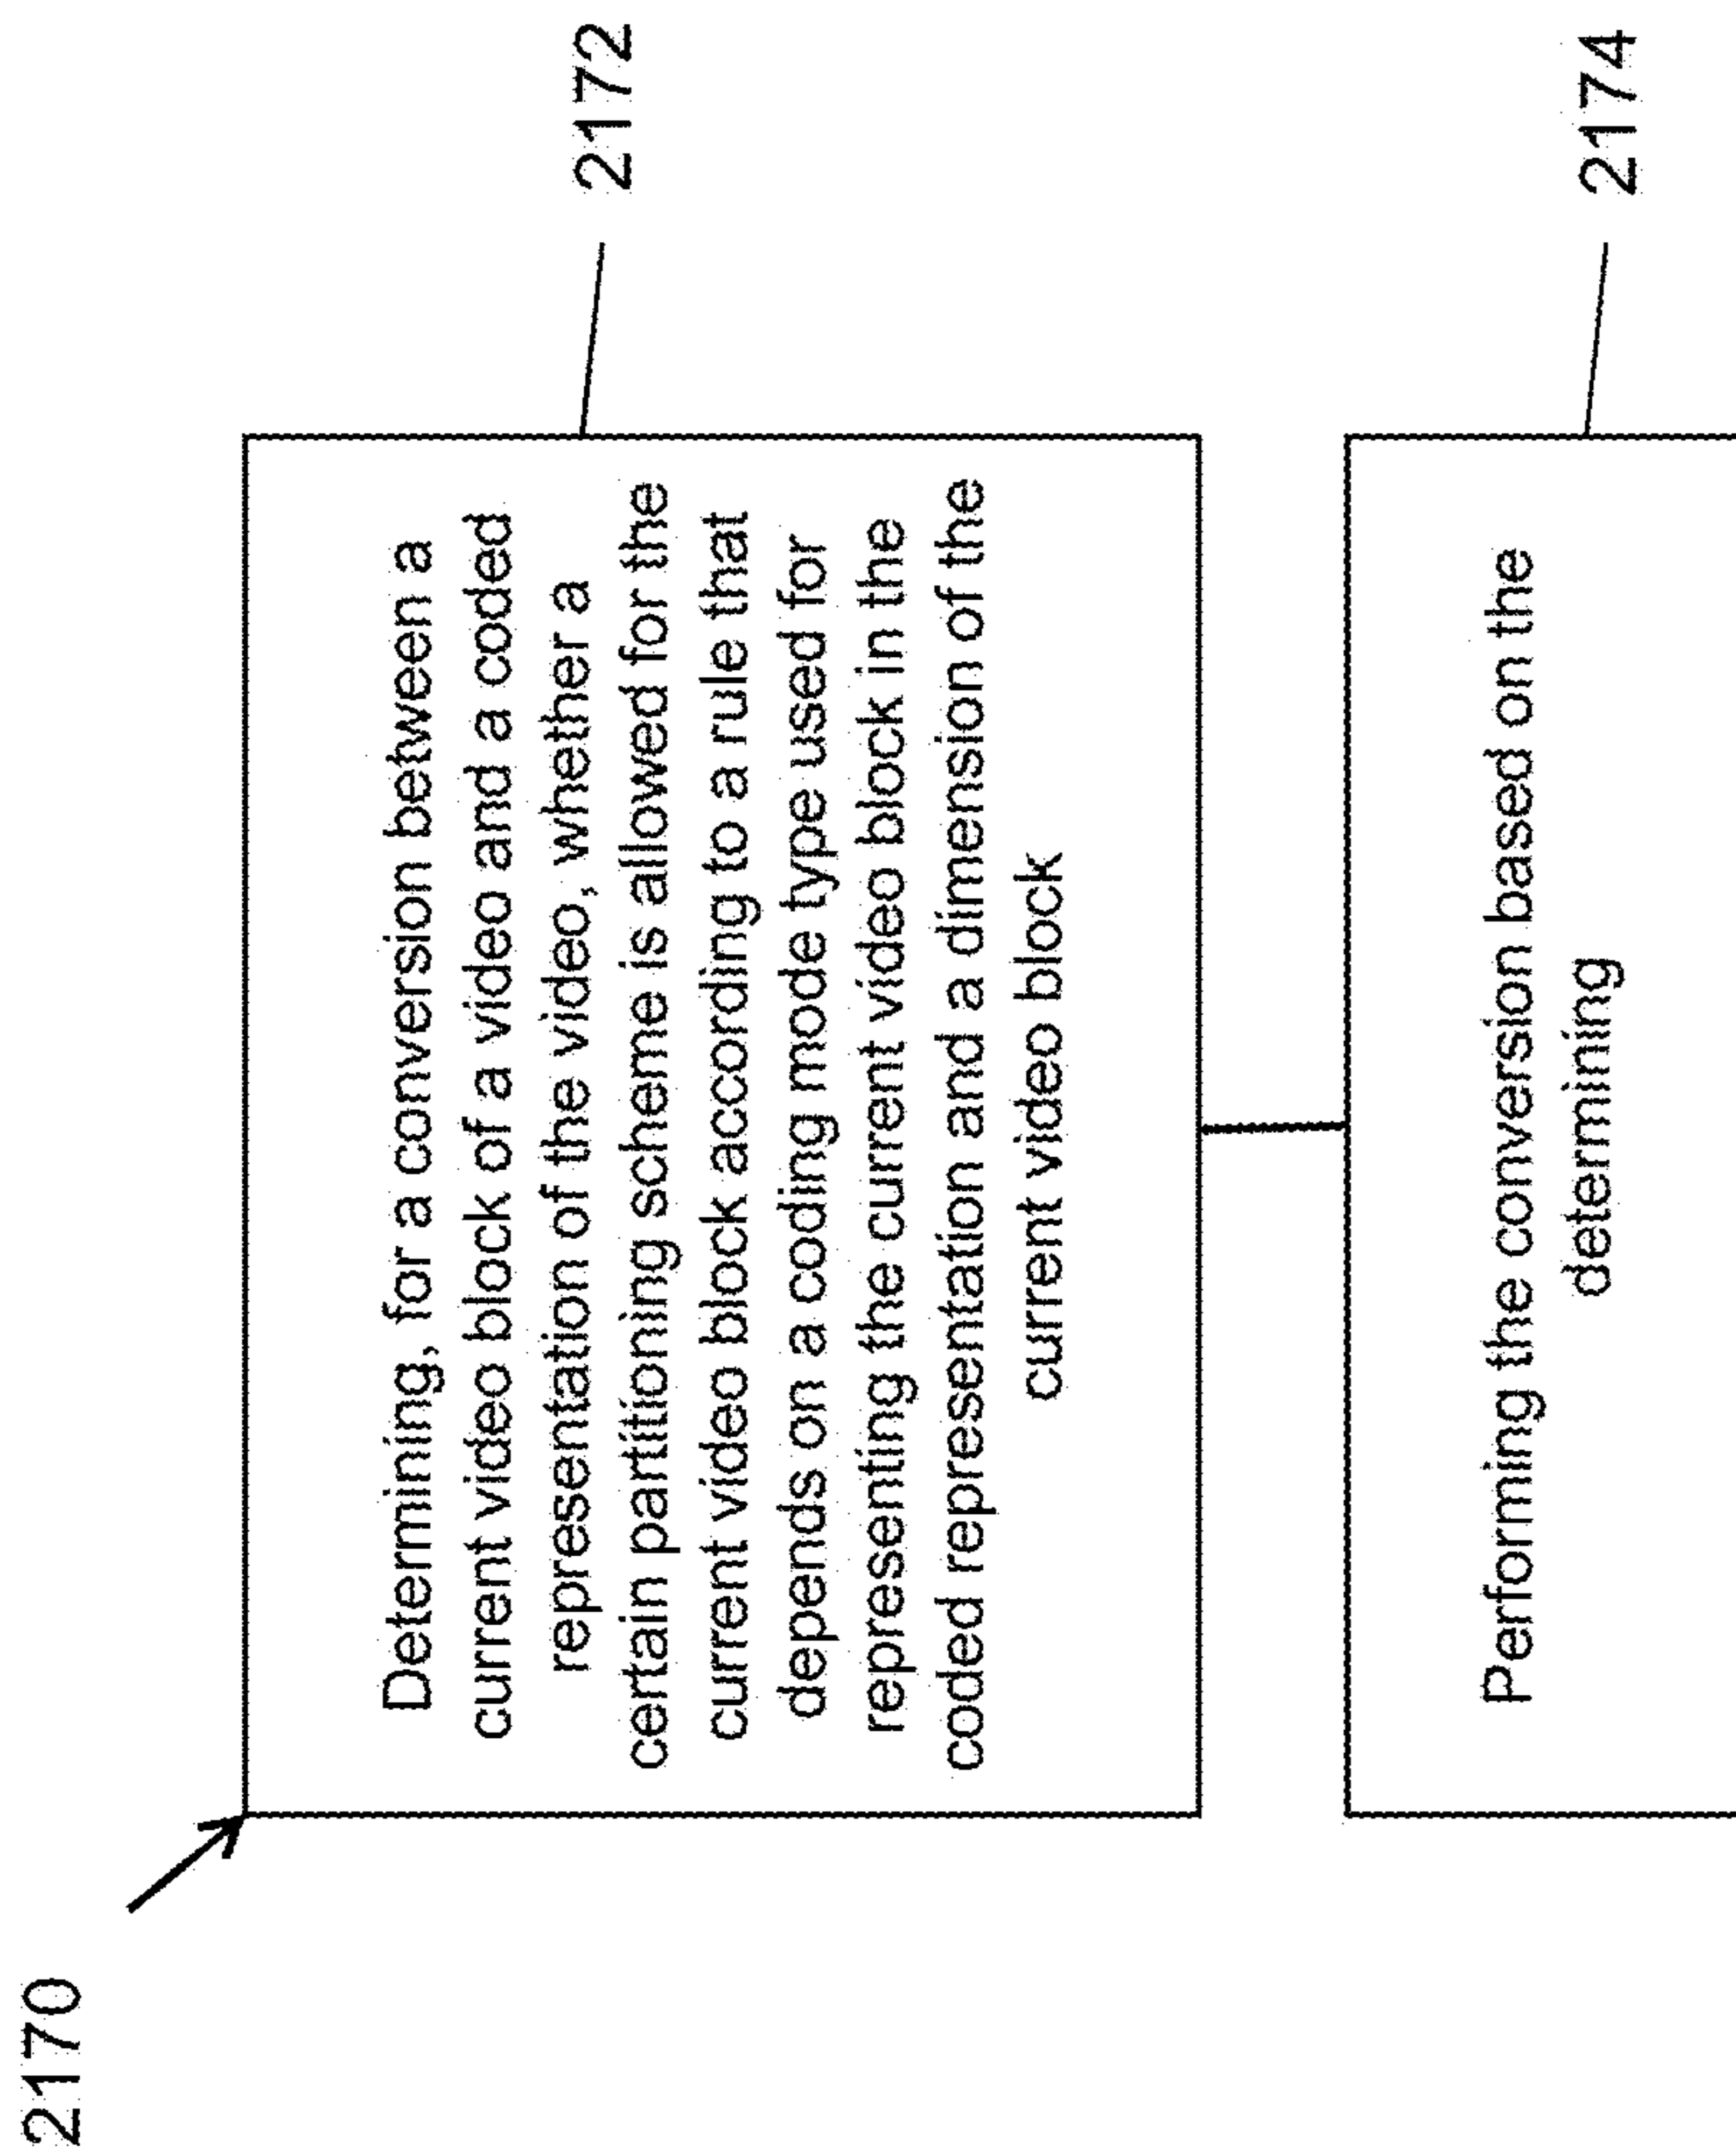 2170
Determining, for a conversion between a
current video block of a video and a coded
representation of the video, whether a
certain partitioning scheme is allowed for the
current video block according to a rule that
depends on a coding mode type used for
representing the current video block in the
coded representation and a dimension of the
current video block
2172
Performing the conversion based on the
determining
2174